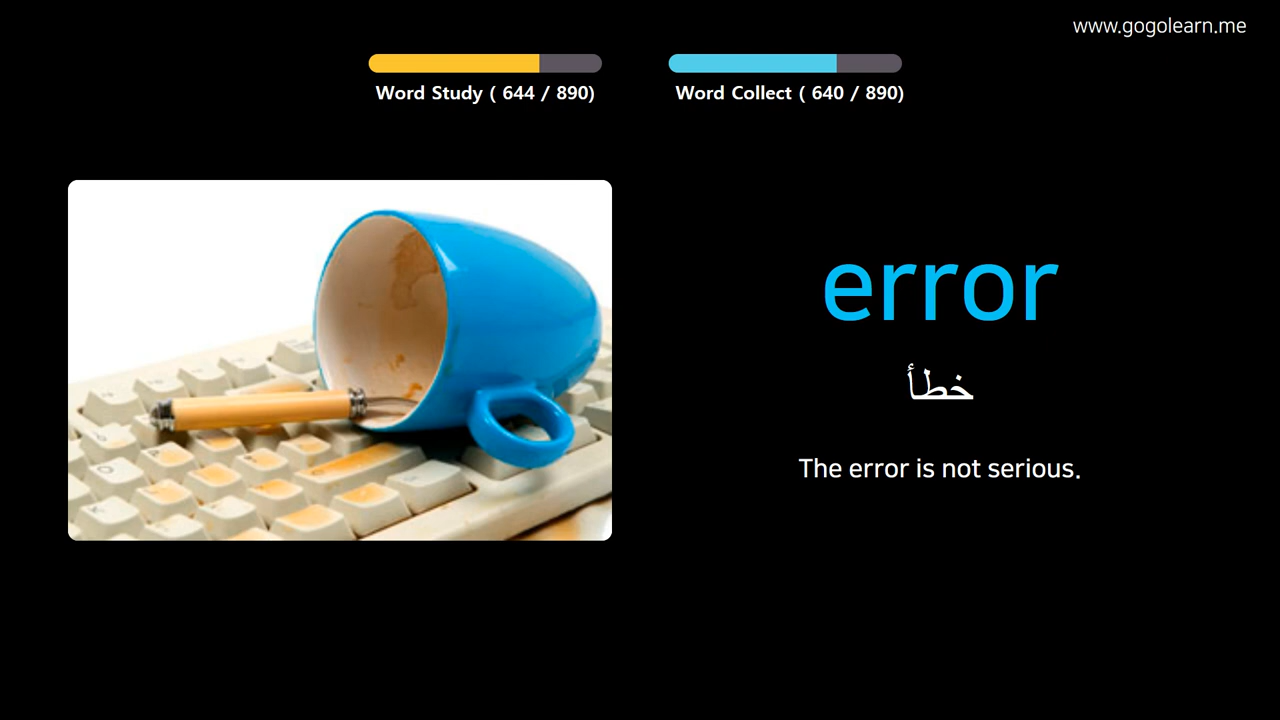 www.gogolearn.me
Word Study ( 644 / 890)
Word Collect ( 640 / 890)
error
خطأ
The error is not serious.